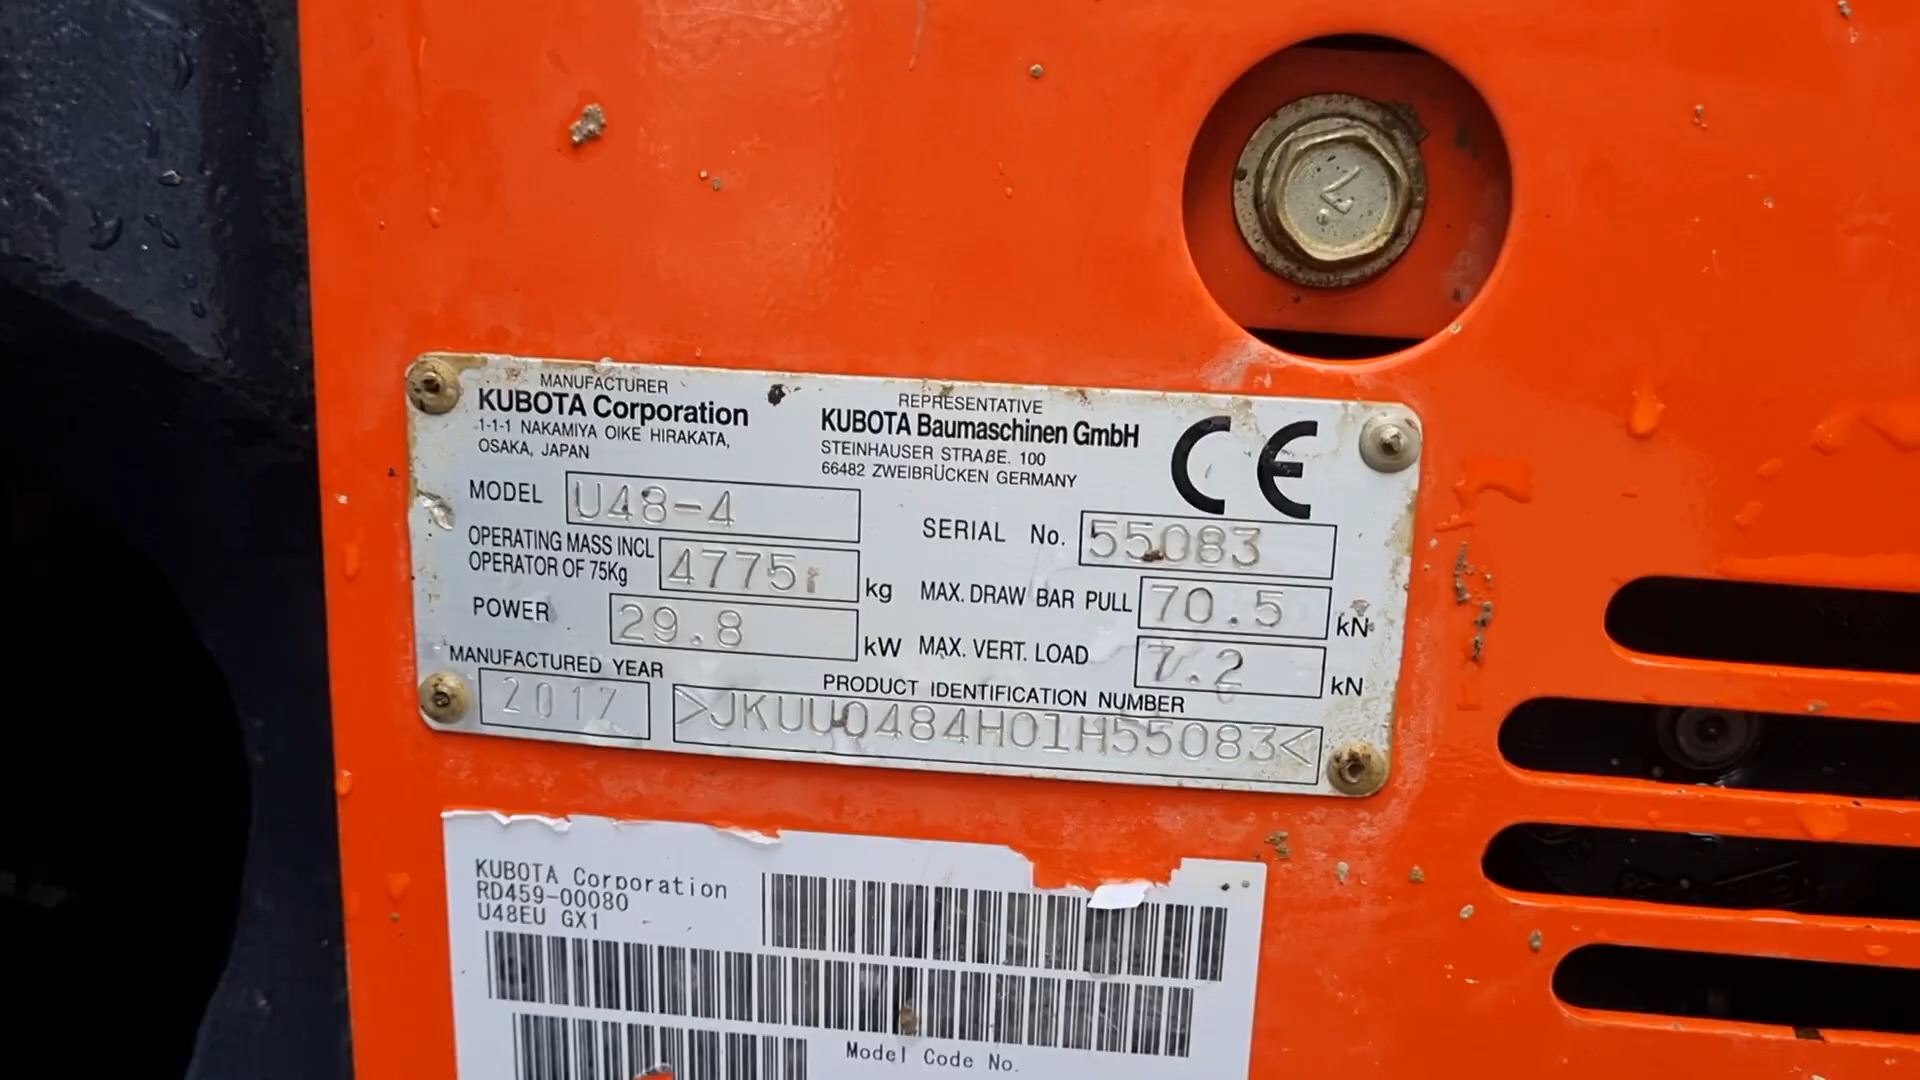 MANUFACTURER
KUBOTA Corporation
1-1-1 NAKAMIYA OIKE HIRAKATA,
OSAKA, JAPAN
REPRESENTATIVE
KUBOTA Baumaschinen GmbH
STEINHAUSER STRAßE. 100
66482 ZWEIBRÜCKEN GERMANY
CE
MODEL U48-4
SERIAL No. 55083
OPERATING MASS INCL
OPERATOR OF 75Kg 4775 kg
MAX. DRAW BAR PULL 70.5 kN
POWER 29.8 kW
MAX. VERT. LOAD 7.2 kN
MANUFACTURED YEAR
2017
PRODUCT IDENTIFICATION NUMBER
>JKUU0484H01H55083<
KUBOTA Corporation
RD459-00080
U48EU GX1
Model Code No.